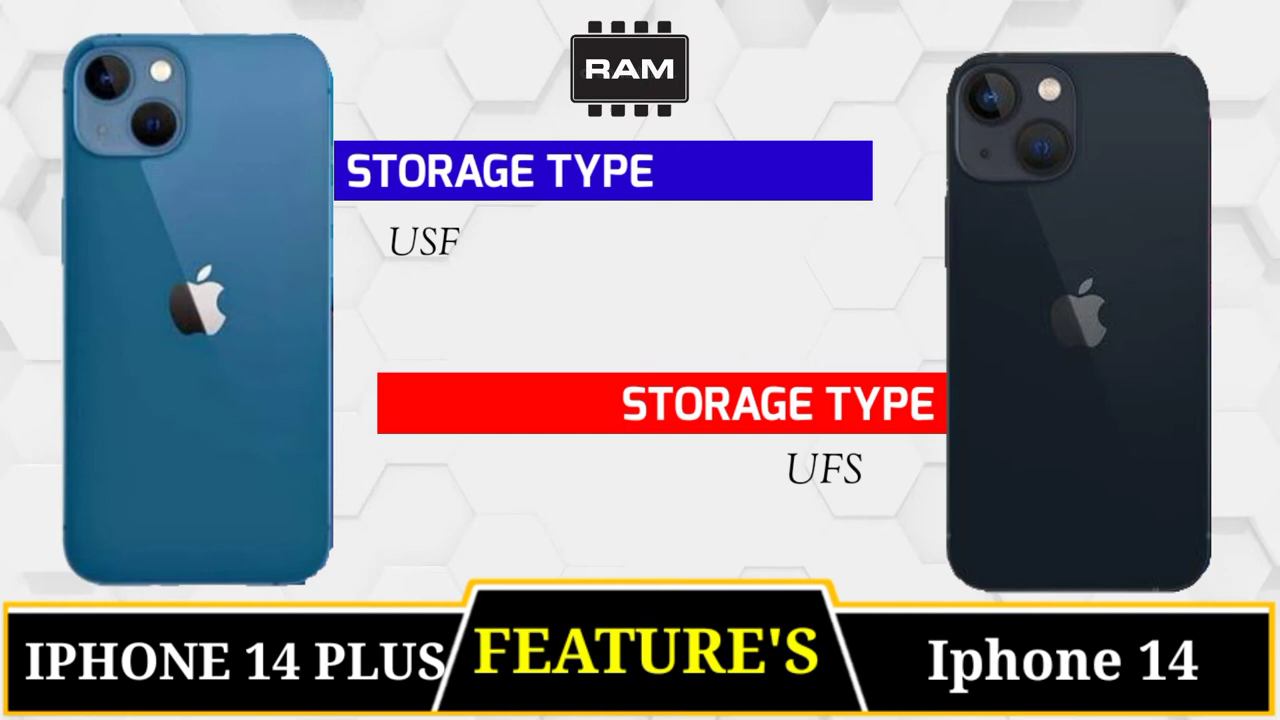 RAM
STORAGE TYPE
USF
STORAGE TYPE
UFS
IPHONE 14 PLUS
FEATURE'S
Iphone 14